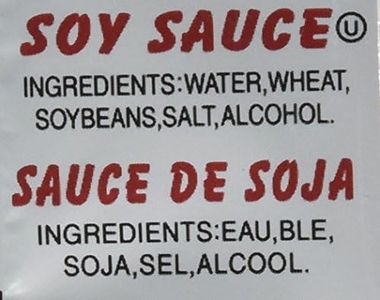 SOY SAUCE Ⓤ
INGREDIENTS:WATER,WHEAT,
SOYBEANS,SALT,ALCOHOL.
SAUCE DE SOJA
INGREDIENTS:EAU,BLE,
SOJA,SEL,ALCOOL.